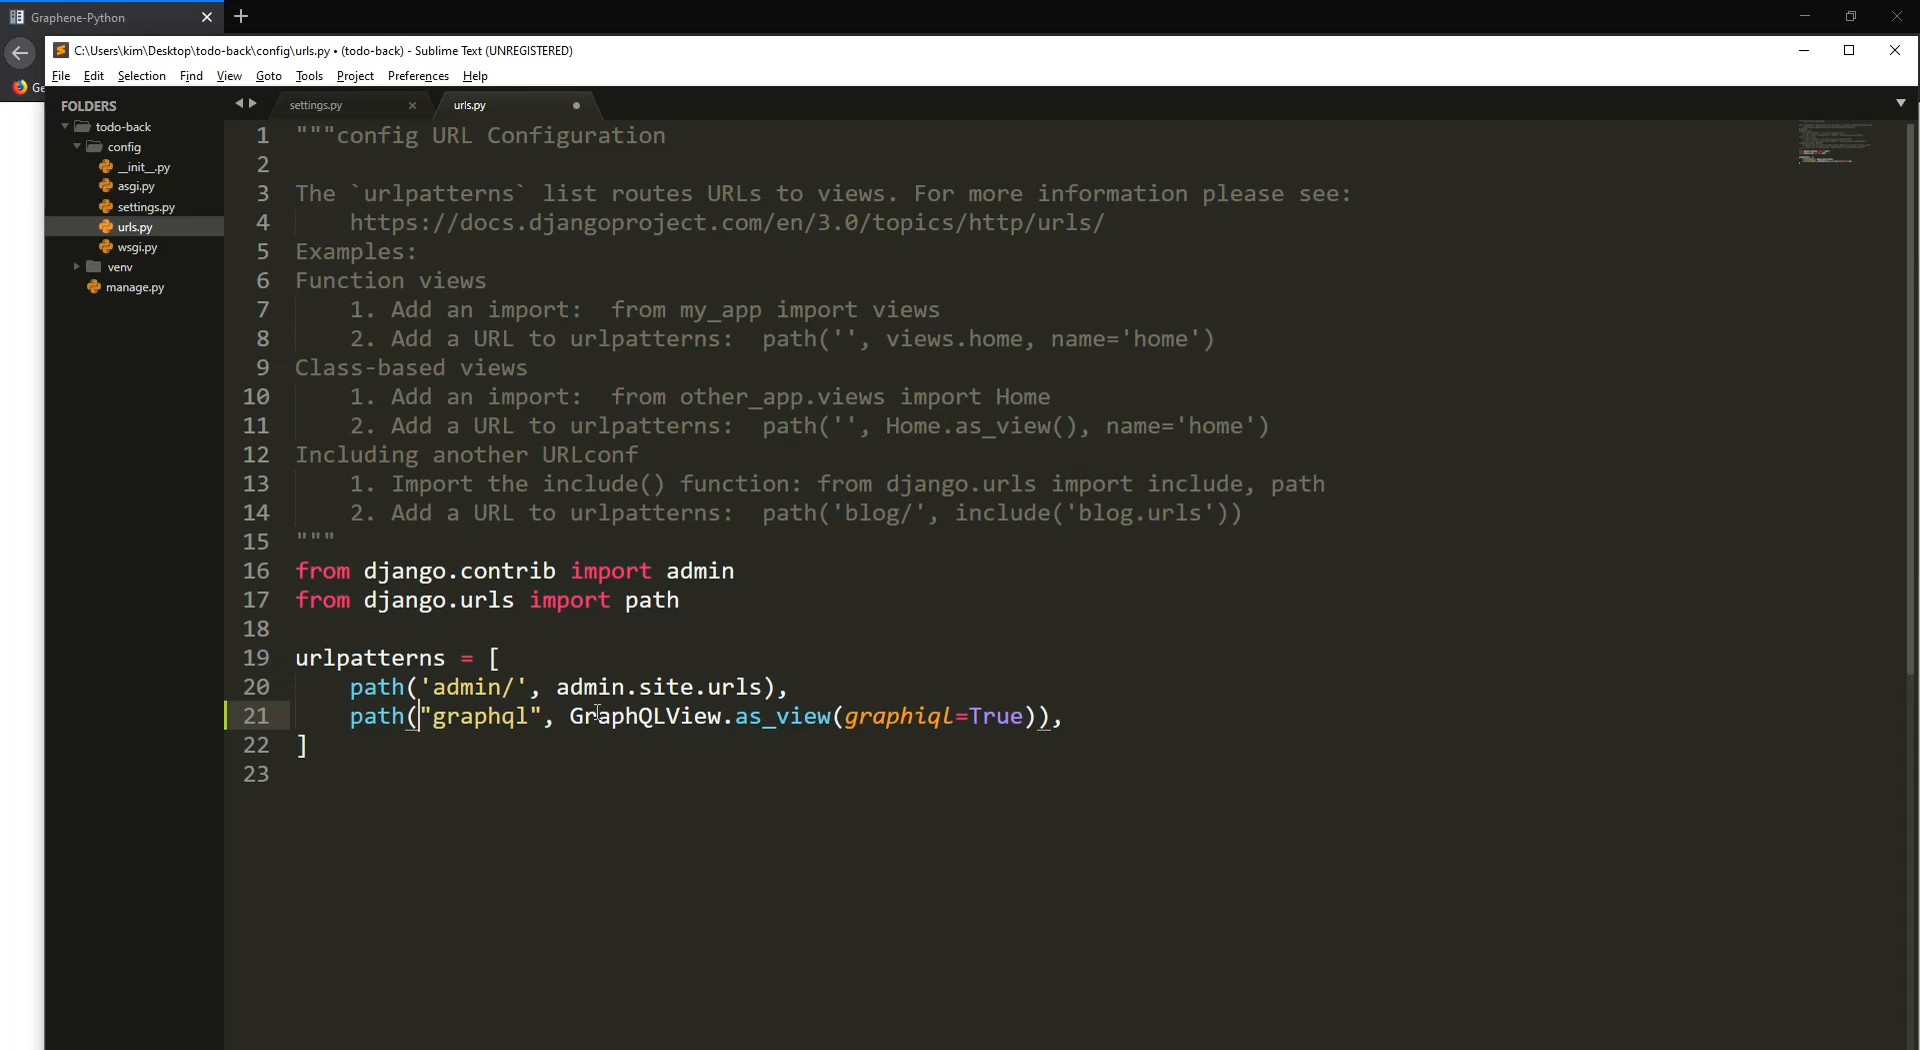 Graphene-Python
C:\Users\kim\Desktop\todo-back\config\urls.py • (todo-back) - Sublime Text (UNREGISTERED)
File Edit Selection Find View Goto Tools Project Preferences Help
Ge
FOLDERS
todo-back
config
__init__.py
asgi.py
settings.py
urls.py
wsgi.py
venv
manage.py
settings.py
urls.py
1 """config URL Configuration
2
3 The `urlpatterns` list routes URLs to views. For more information please see:
4     https://docs.djangoproject.com/en/3.0/topics/http/urls/
5 Examples:
6 Function views
7     1. Add an import:  from my_app import views
8     2. Add a URL to urlpatterns:  path('', views.home, name='home')
9 Class-based views
10     1. Add an import:  from other_app.views import Home
11     2. Add a URL to urlpatterns:  path('', Home.as_view(), name='home')
12 Including another URLconf
13     1. Import the include() function: from django.urls import include, path
14     2. Add a URL to urlpatterns:  path('blog/', include('blog.urls'))
15 """
16 from django.contrib import admin
17 from django.urls import path
18
19 urlpatterns = [
20     path('admin/', admin.site.urls),
21     path("graphql", GraphQLView.as_view(graphiql=True)),
22 ]
23